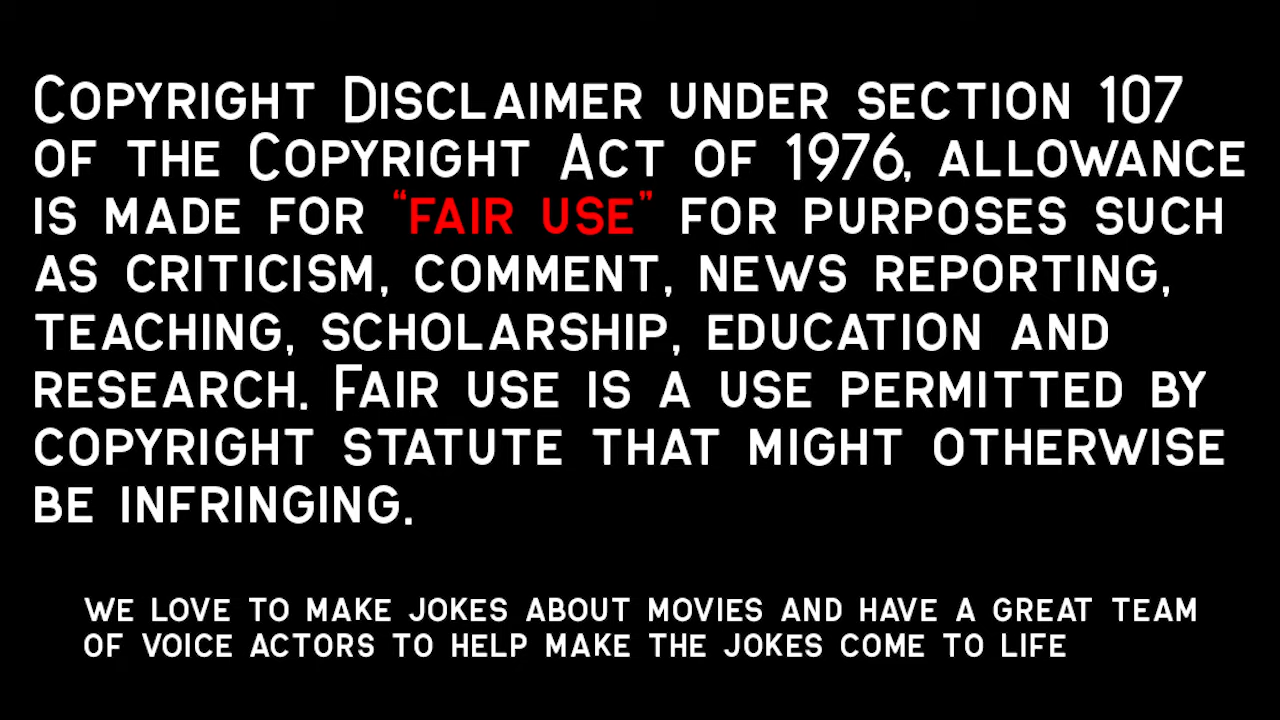 Copyright Disclaimer under section 107
of the Copyright Act of 1976, allowance
is made for “fair use” for purposes such
as criticism, comment, news reporting,
teaching, scholarship, education and
research. Fair use is a use permitted by
copyright statute that might otherwise
be infringing.
we love to make jokes about movies and have a great team
of voice actors to help make the jokes come to life